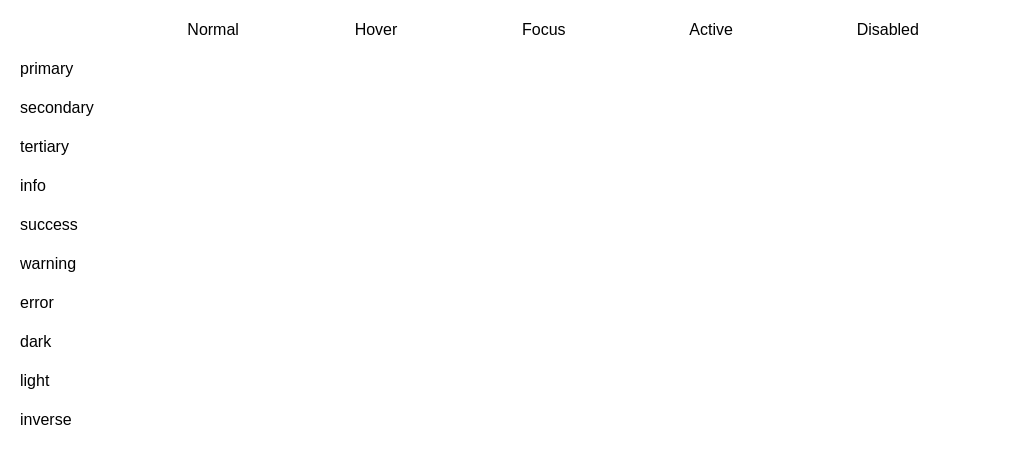 Normal Hover Focus Active Disabled
primary
secondary
tertiary
info
success
warning
error
dark
light
inverse